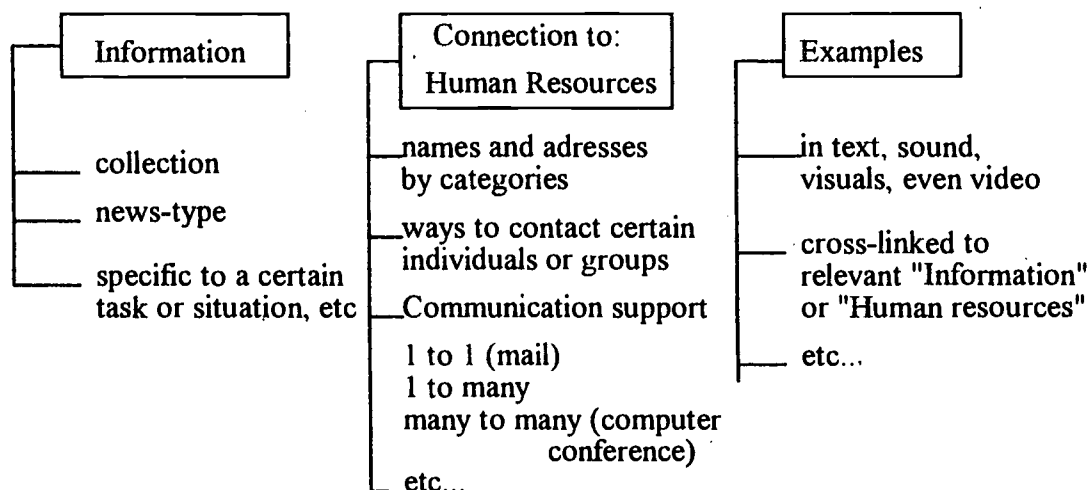 Information
collection
news-type
specific to a certain
task or situation, etc
Connection to:
Human Resources
names and adresses
by categories
ways to contact certain
individuals or groups
Communication support
1 to 1 (mail)
1 to many
many to many (computer
conference)
etc...
Examples
in text, sound,
visuals, even video
cross-linked to
relevant "Information"
or "Human resources"
etc...